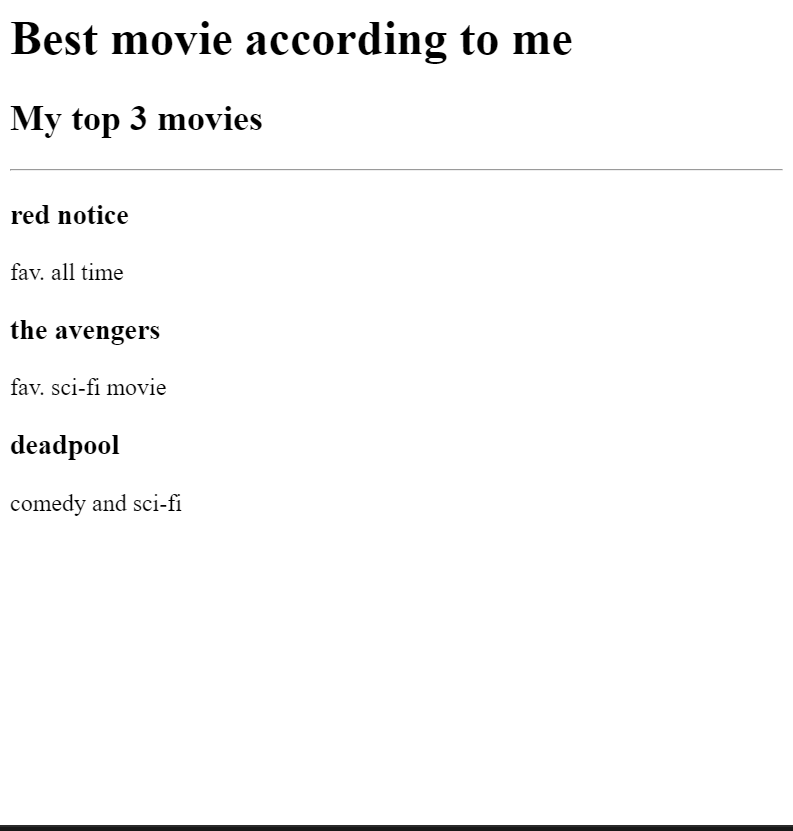 Best movie according to me
My top 3 movies
red notice
fav. all time
the avengers
fav. sci-fi movie
deadpool
comedy and sci-fi